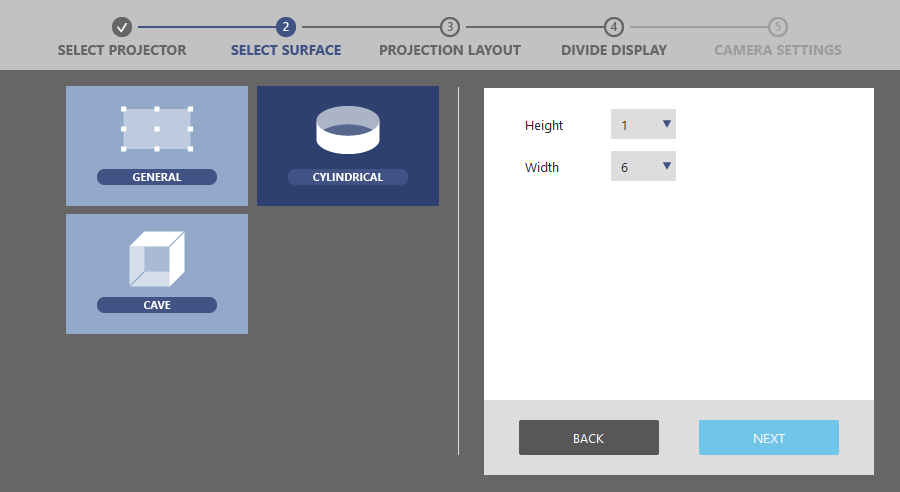 2 3 4 5
SELECT PROJECTOR SELECT SURFACE PROJECTION LAYOUT DIVIDE DISPLAY CAMERA SETTINGS
GENERAL
CYLINDRICAL
CAVE
Height 1
Width 6
BACK NEXT